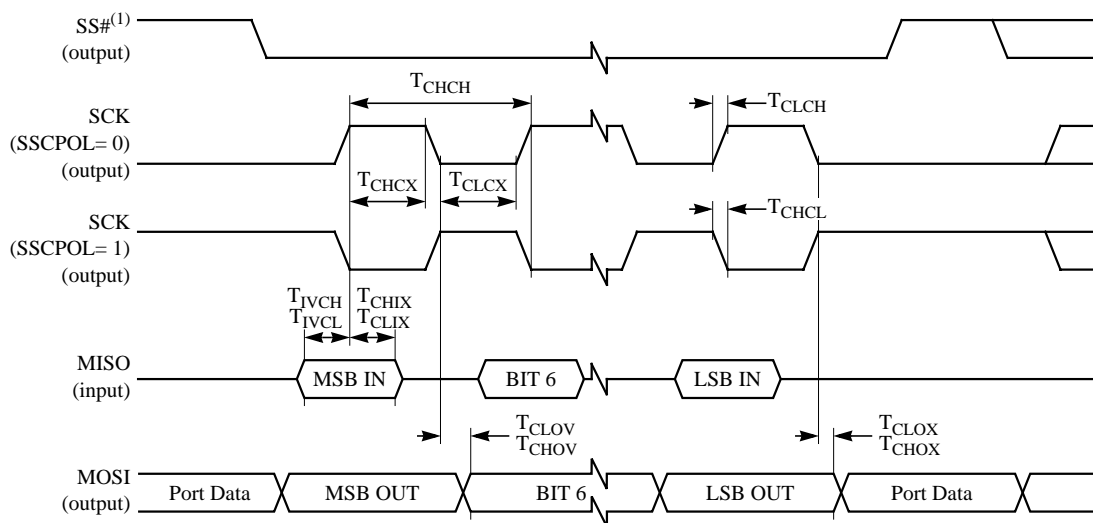 SS#(1)
(output)
TCHCH
TCLCH
SCK
(SSCPOL= 0)
(output)
TCHCX
TCLCX
TCHCL
SCK
(SSCPOL= 1)
(output)
TIVCH
TIVCL
TCHIX
TCLIX
MISO
(input)
MSB IN
BIT 6
LSB IN
TCLOV
TCHOV
TCLOX
TCHOX
MOSI
(output)
Port Data
MSB OUT
BIT 6
LSB OUT
Port Data